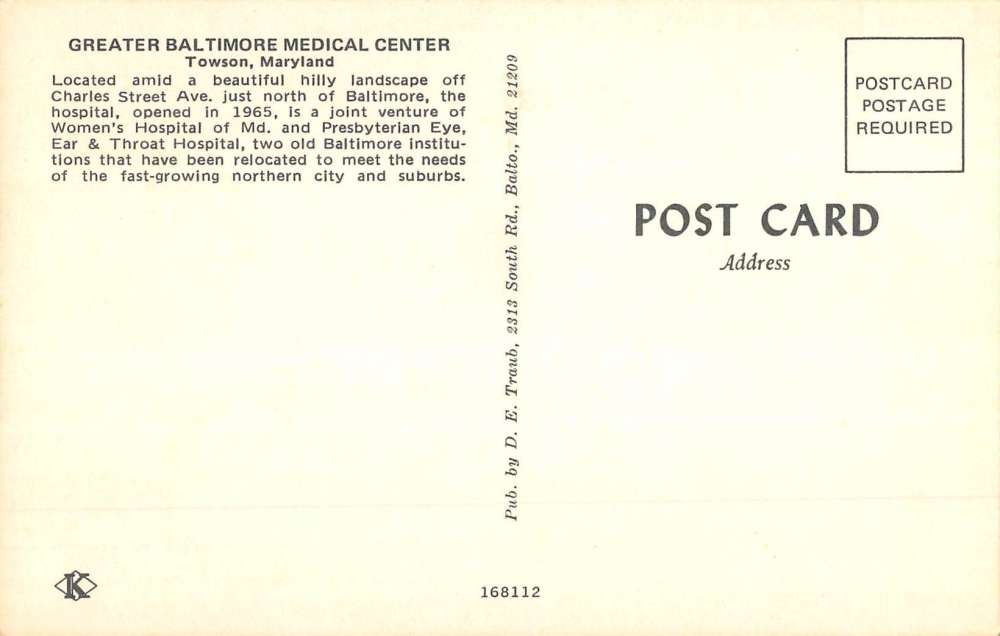 GREATER BALTIMORE MEDICAL CENTER
Towson, Maryland
Located amid a beautiful hilly landscape off
Charles Street Ave. just north of Baltimore, the
hospital, opened in 1965, is a joint venture of
Women's Hospital of Md. and Presbyterian Eye,
Ear & Throat Hospital, two old Baltimore institu-
tions that have been relocated to meet the needs
of the fast-growing northern city and suburbs.
Pub. by D. E. Traub, 2313 South Rd., Balto., Md. 21209
POSTCARD
POSTAGE
REQUIRED
POST CARD
Address
K
168112